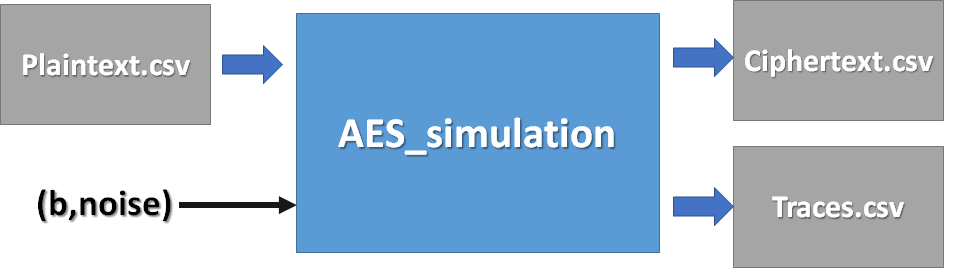 Plaintext.csv
Ciphertext.csv
AES_simulation
(b,noise)
Traces.csv